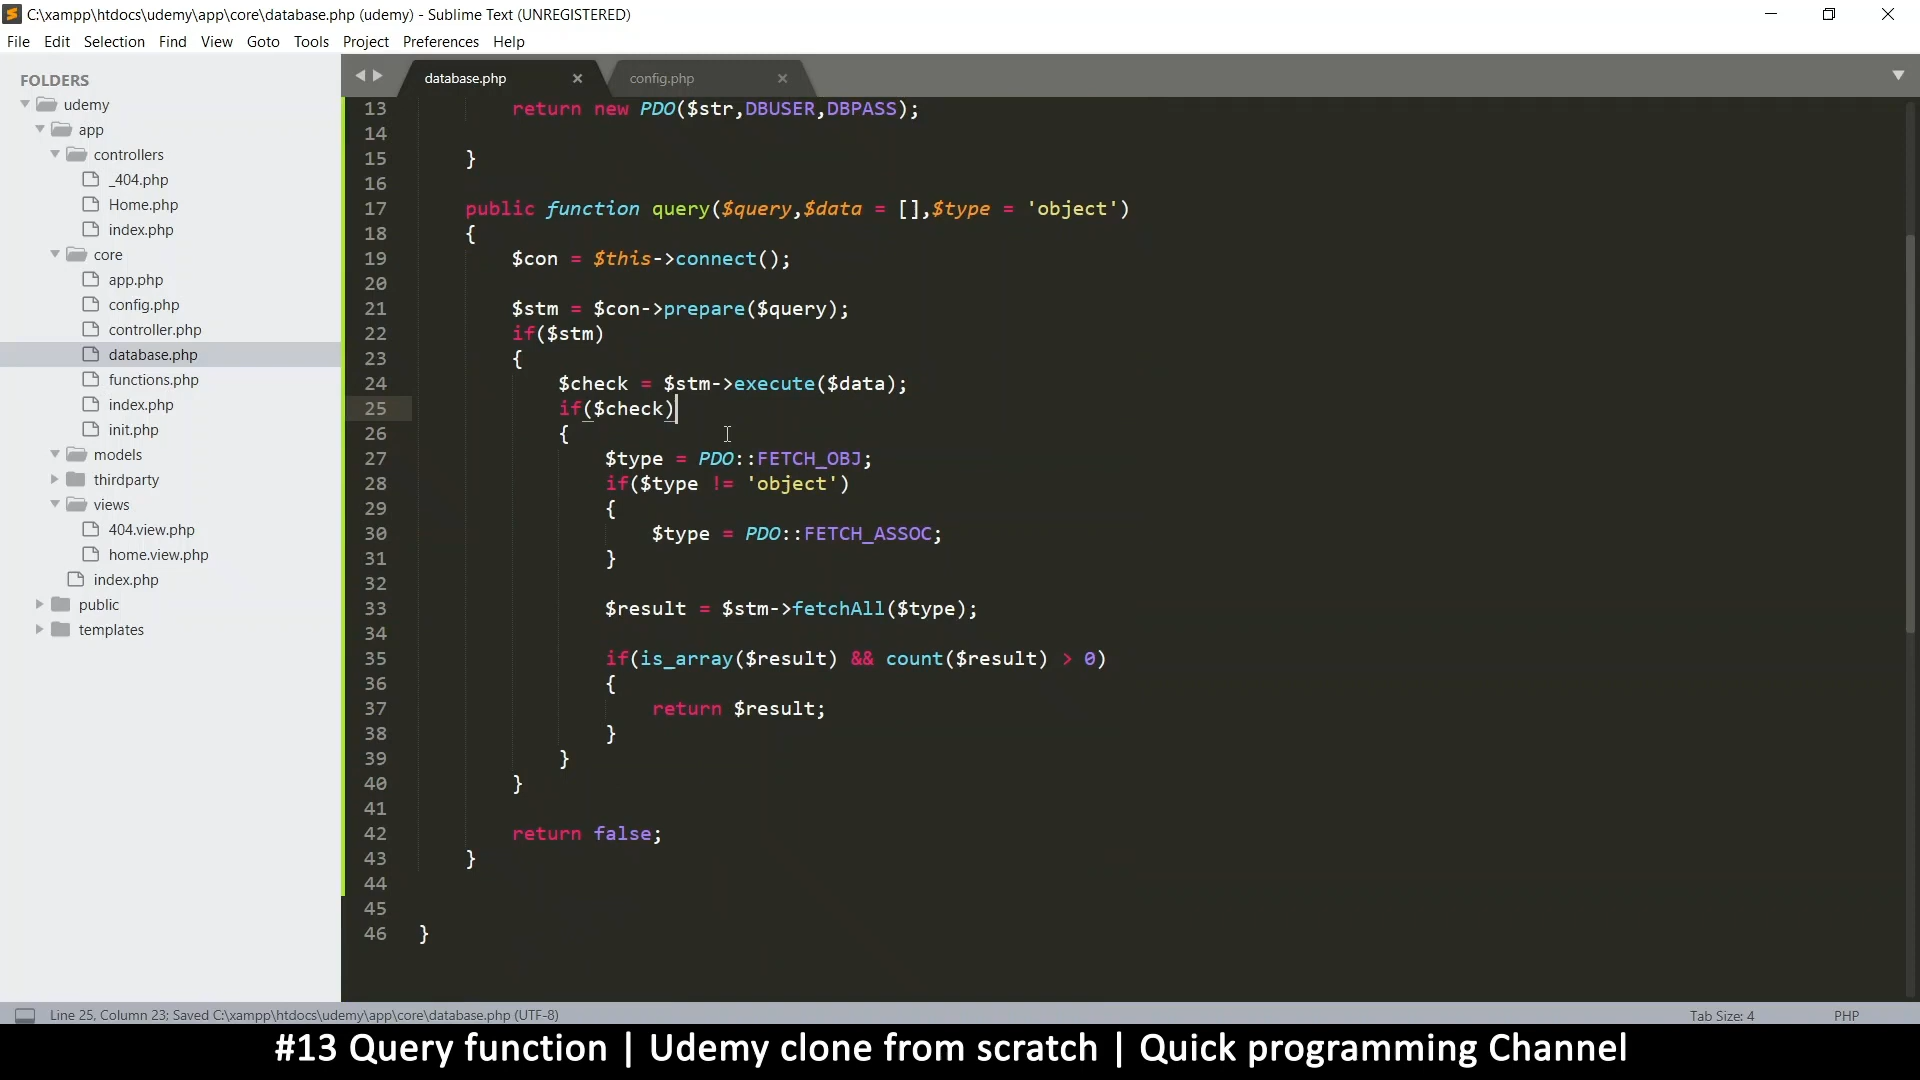 C:\xampp\htdocs\udemy\app\core\database.php (udemy) - Sublime Text (UNREGISTERED)
File Edit Selection Find View Goto Tools Project Preferences Help
FOLDERS
udemy
app
controllers
_404.php
Home.php
index.php
core
app.php
config.php
controller.php
database.php
functions.php
index.php
init.php
models
thirdparty
views
404.view.php
home.view.php
index.php
public
templates
database.php
config.php
13 return new PDO($str,DBUSER,DBPASS);
14
15 }
16
17 public function query($query,$data = [],$type = 'object')
18 {
19 $con = $this->connect();
20
21 $stm = $con->prepare($query);
22 if($stm)
23 {
24 $check = $stm->execute($data);
25 if($check)
26 {
27 $type = PDO::FETCH_OBJ;
28 if($type != 'object')
29 {
30 $type = PDO::FETCH_ASSOC;
31 }
32
33 $result = $stm->fetchAll($type);
34
35 if(is_array($result) && count($result) > 0)
36 {
37 return $result;
38 }
39 }
40 }
41
42 return false;
43 }
44
45
46 }
Line 25, Column 23; Saved C:\xampp\htdocs\udemy\app\core\database.php (UTF-8)
Tab Size: 4
PHP
#13 Query function | Udemy clone from scratch | Quick programming Channel